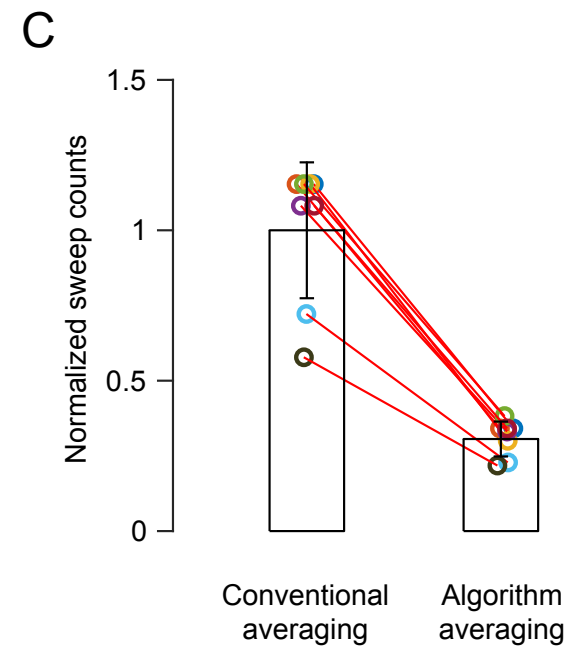 C
Normalized sweep counts
1.5
1
0.5
0
Conventional
averaging
Algorithm
averaging